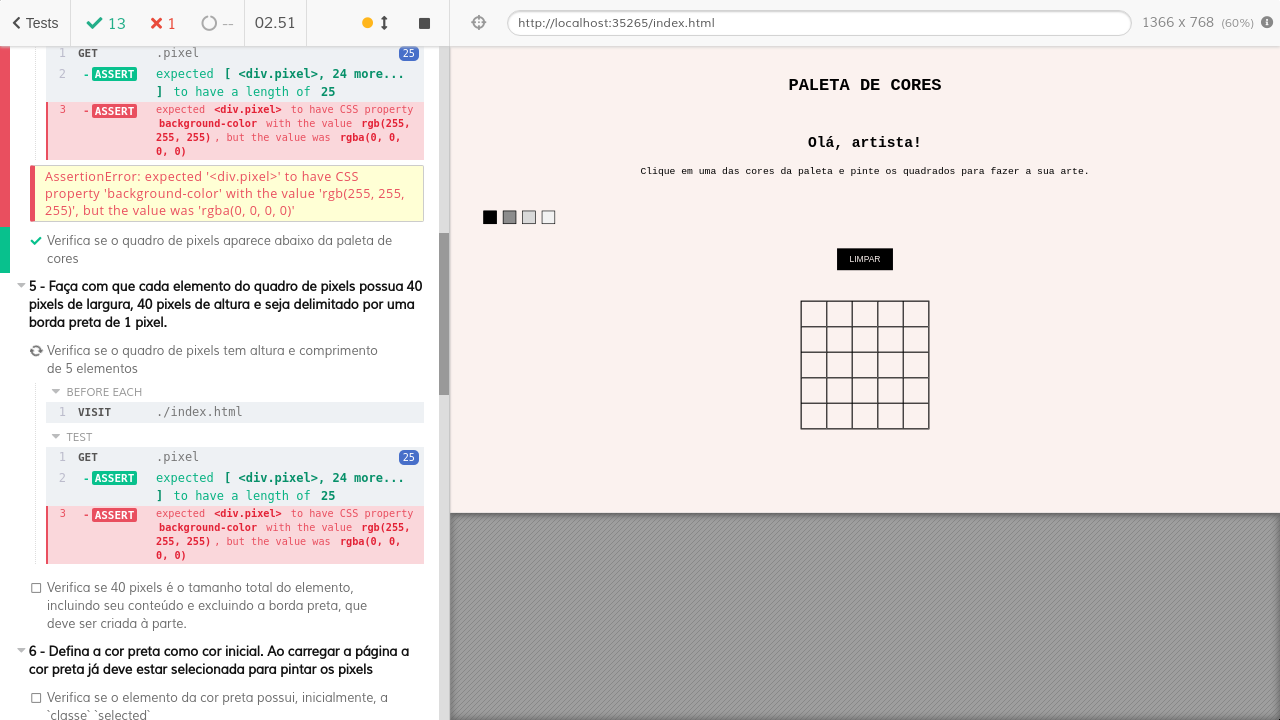 Tests
13
1
--
02.51
http://localhost:35265/index.html
1366 x 768 (60%)
1 GET .pixel 25
2 - ASSERT expected [ <div.pixel>, 24 more...
] to have a length of 25
3 - ASSERT expected <div.pixel> to have CSS property
background-color with the value rgb(255,
255, 255) , but the value was rgba(0, 0,
0, 0)
AssertionError: expected '<div.pixel>' to have CSS
property 'background-color' with the value 'rgb(255, 255,
255)', but the value was 'rgba(0, 0, 0, 0)'
Verifica se o quadro de pixels aparece abaixo da paleta de
cores
5 - Faça com que cada elemento do quadro de pixels possua 40
pixels de largura, 40 pixels de altura e seja delimitado por uma
borda preta de 1 pixel.
Verifica se o quadro de pixels tem altura e comprimento
de 5 elementos
BEFORE EACH
1 VISIT ./index.html
TEST
1 GET .pixel 25
2 - ASSERT expected [ <div.pixel>, 24 more...
] to have a length of 25
3 - ASSERT expected <div.pixel> to have CSS property
background-color with the value rgb(255,
255, 255) , but the value was rgba(0, 0,
0, 0)
Verifica se 40 pixels é o tamanho total do elemento,
incluindo seu conteúdo e excluindo a borda preta, que
deve ser criada à parte.
6 - Defina a cor preta como cor inicial. Ao carregar a página a
cor preta já deve estar selecionada para pintar os pixels
Verifica se o elemento da cor preta possui, inicialmente, a
`classe` `selected`
PALETA DE CORES
Olá, artista!
Clique em uma das cores da paleta e pinte os quadrados para fazer a sua arte.
LIMPAR